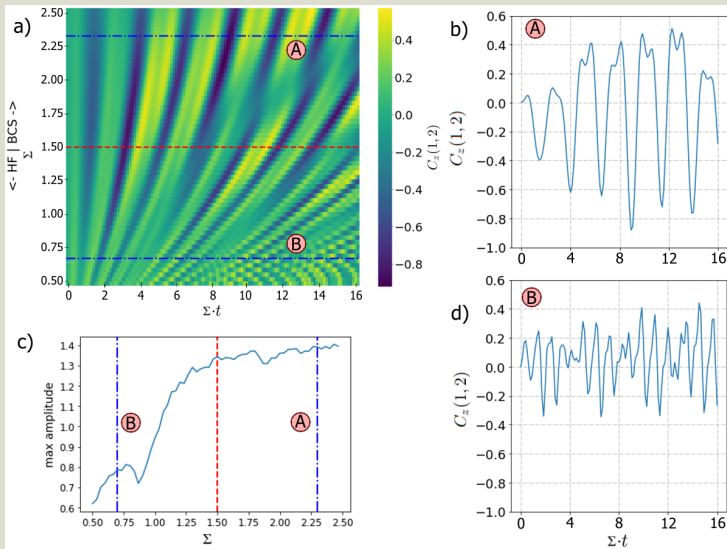 a)
2.50
2.25
2.00
1.75
1.50
1.25
1.00
0.75
0.50
<- HF | BCS ->
Σ
A
B
0 2 4 6 8 10 12 14 16
Σ·t
0.4
0.2
0.0
−0.2
−0.4
−0.6
−0.8
C_z(1,2)
b)
A
0.6
0.4
0.2
0.0
−0.2
−0.4
−0.6
−0.8
−1.0
C_z(1,2)
0 4 8 12 16
c)
1.4
1.3
1.2
1.1
1.0
0.9
0.8
0.7
0.6
max amplitude
B
A
0.50 0.75 1.00 1.25 1.50 1.75 2.00 2.25 2.50
Σ
d)
B
0.6
0.4
0.2
0.0
−0.2
−0.4
−0.6
−0.8
−1.0
C_z(1,2)
0 4 8 12 16
Σ·t